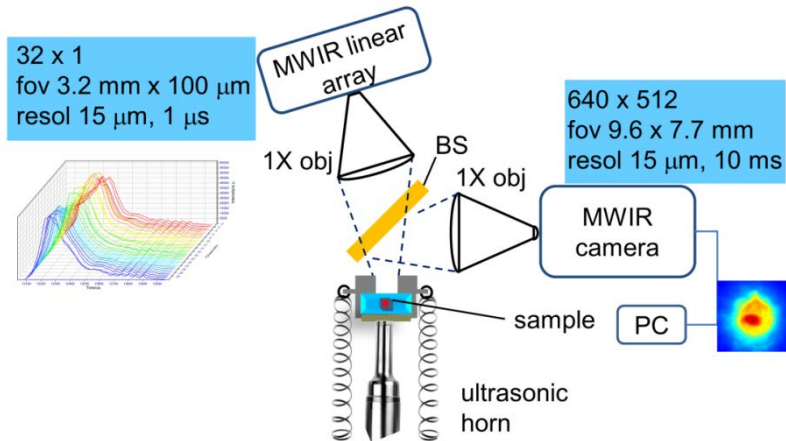 32 x 1
fov 3.2 mm x 100 μm
resol 15 μm, 1 μs
MWIR linear
array
1X obj
BS
1X obj
640 x 512
fov 9.6 x 7.7 mm
resol 15 μm, 10 ms
MWIR
camera
sample
PC
ultrasonic
horn